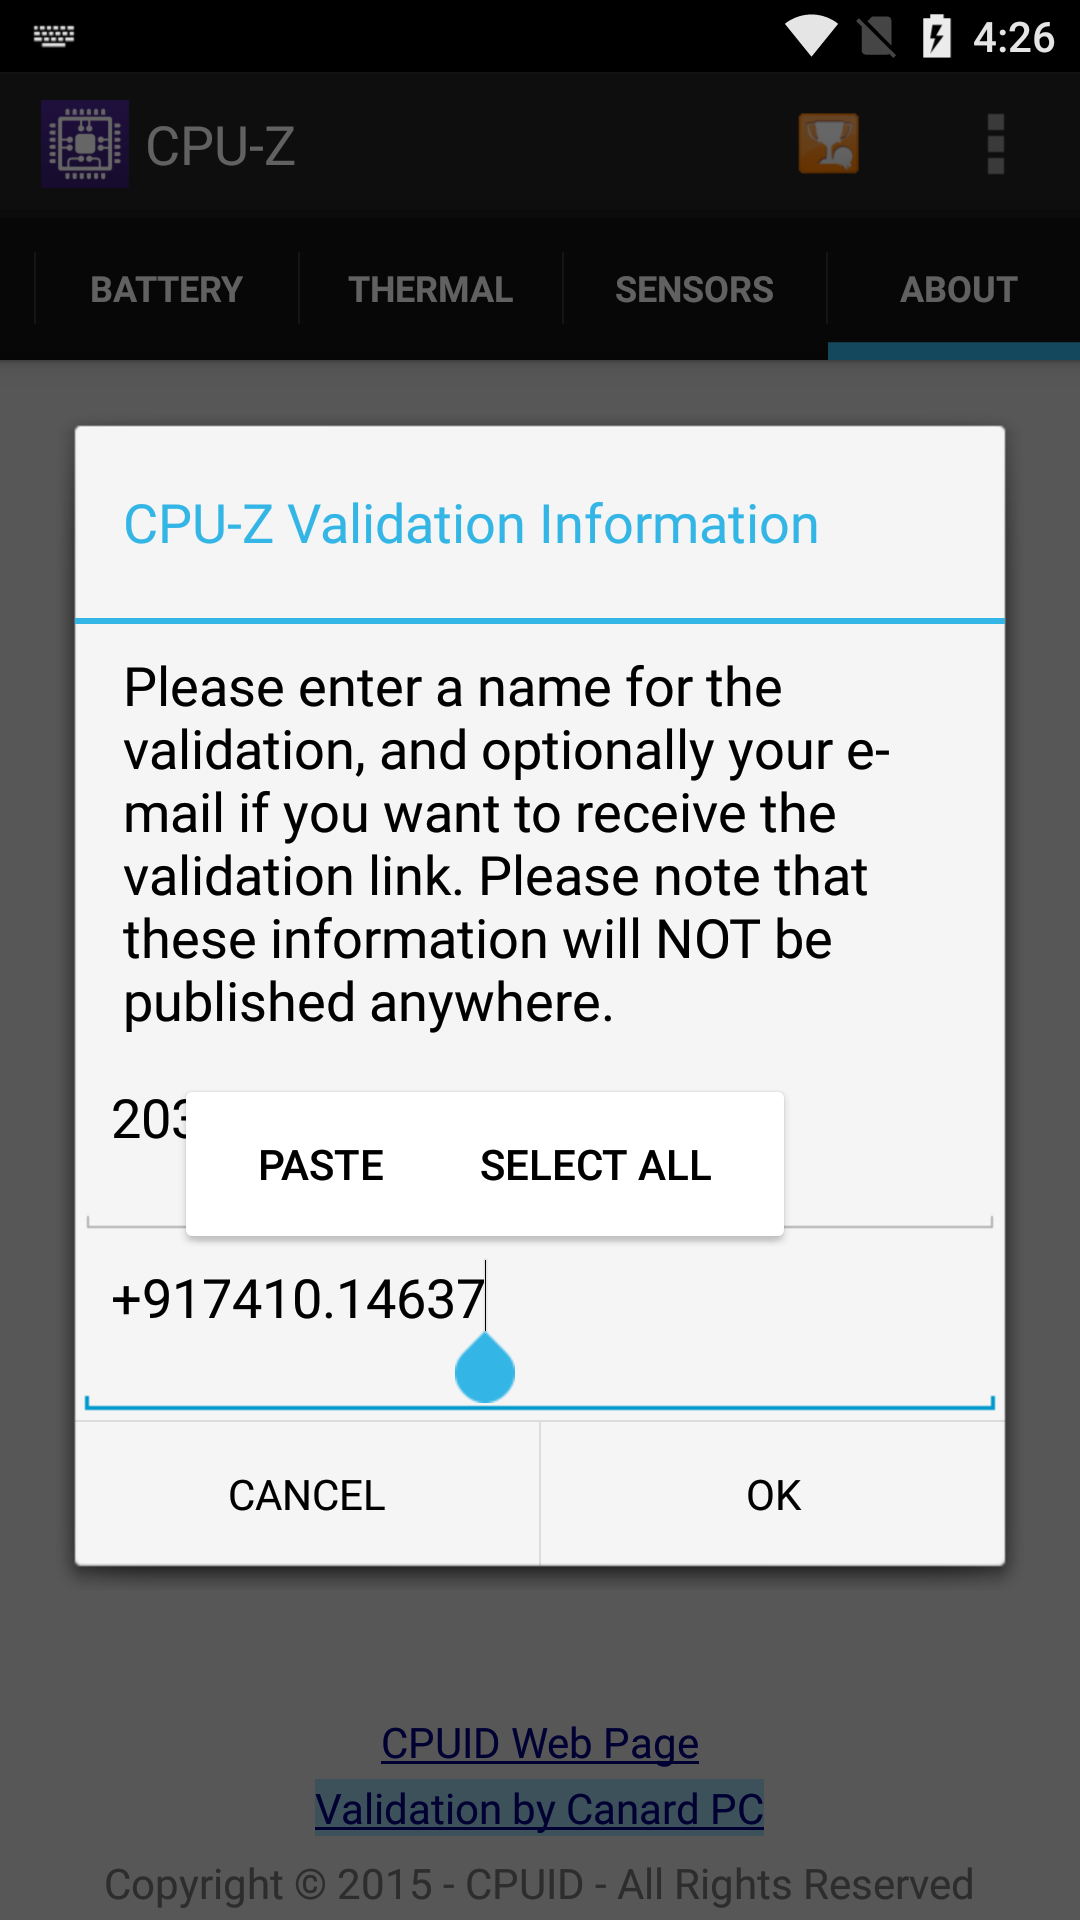 4:26
CPU-Z
BATTERY
THERMAL
SENSORS
ABOUT
CPU-Z Validation Information
Please enter a name for the
validation, and optionally your e-
mail if you want to receive the
validation link. Please note that
these information will NOT be
published anywhere.
203
PASTE
SELECT ALL
+917410.14637
CANCEL
OK
CPUID Web Page
Validation by Canard PC
Copyright © 2015 - CPUID - All Rights Reserved